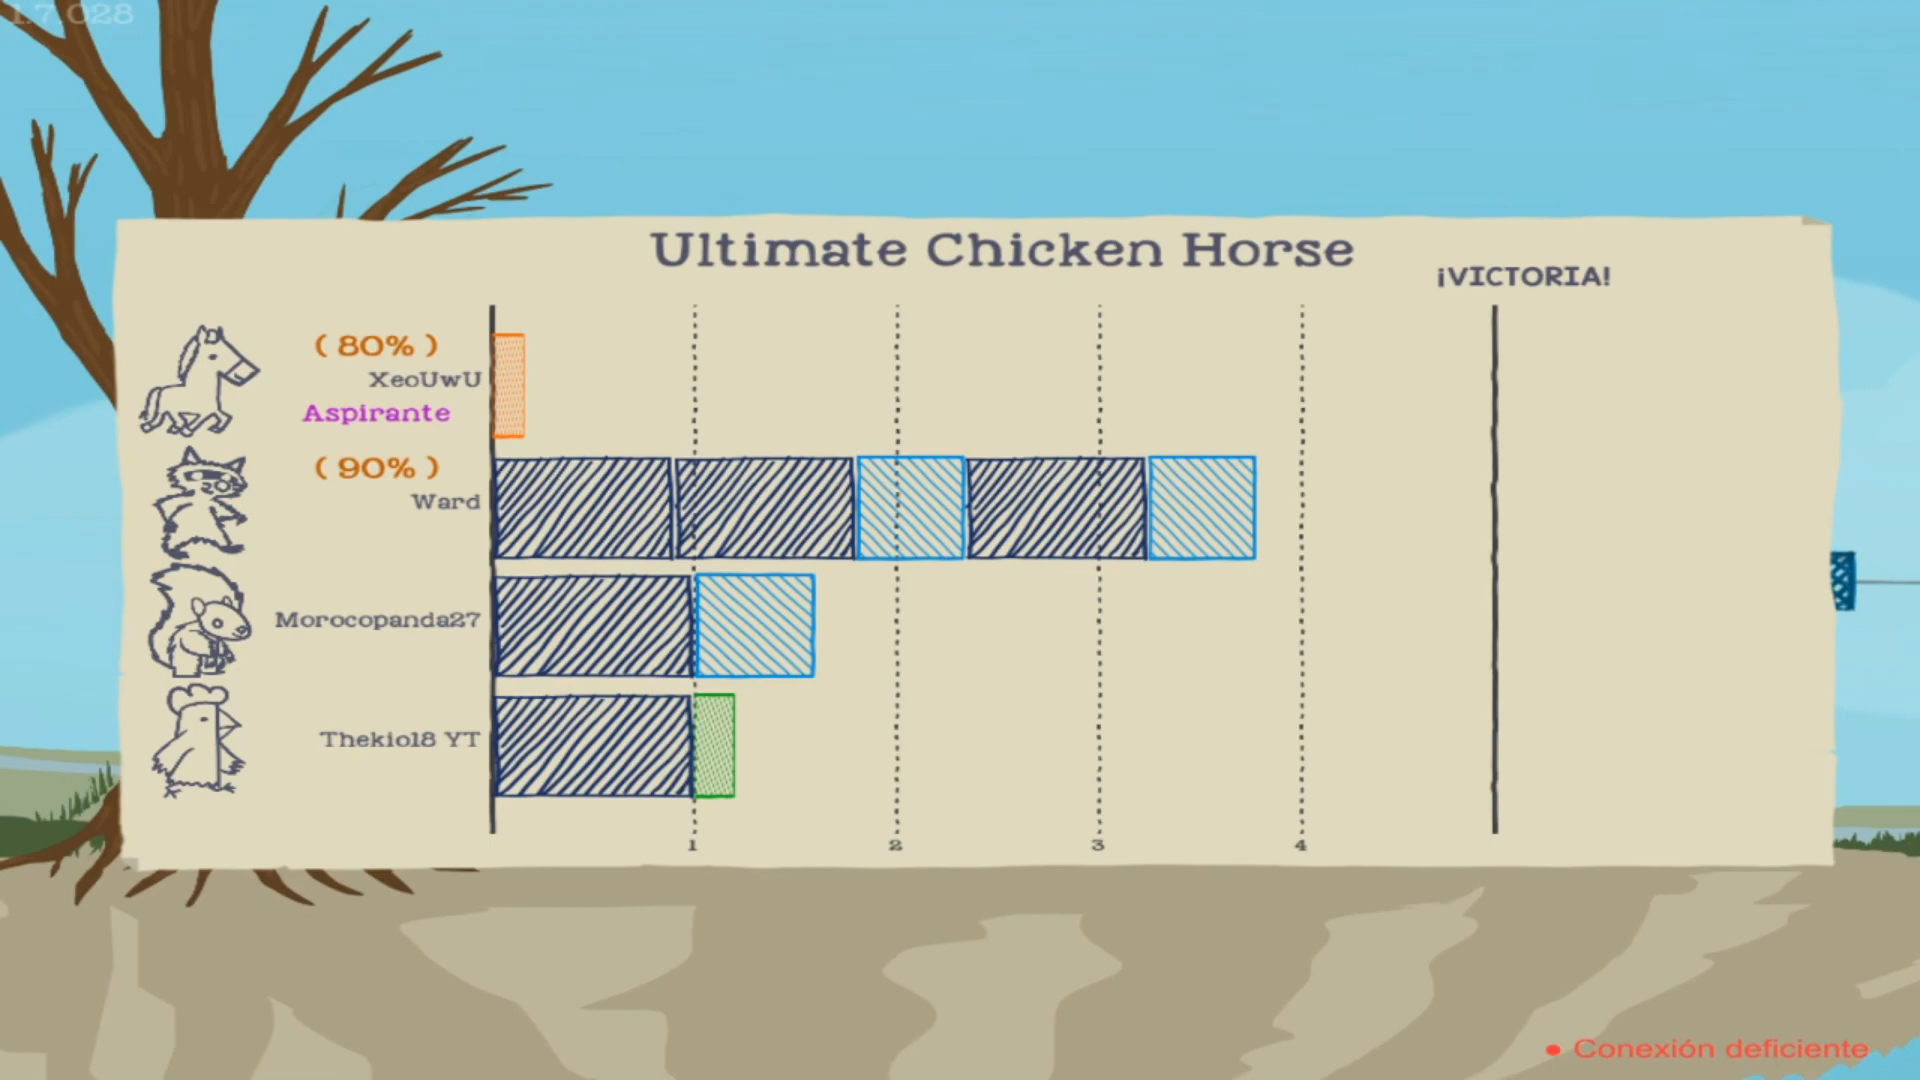 1.7.028
Ultimate Chicken Horse
¡VICTORIA!
( 80% )
XeoUwU
Aspirante
( 90% )
Ward
Morocopanda27
Thekio18 YT
1 2 3 4
• Conexión deficiente